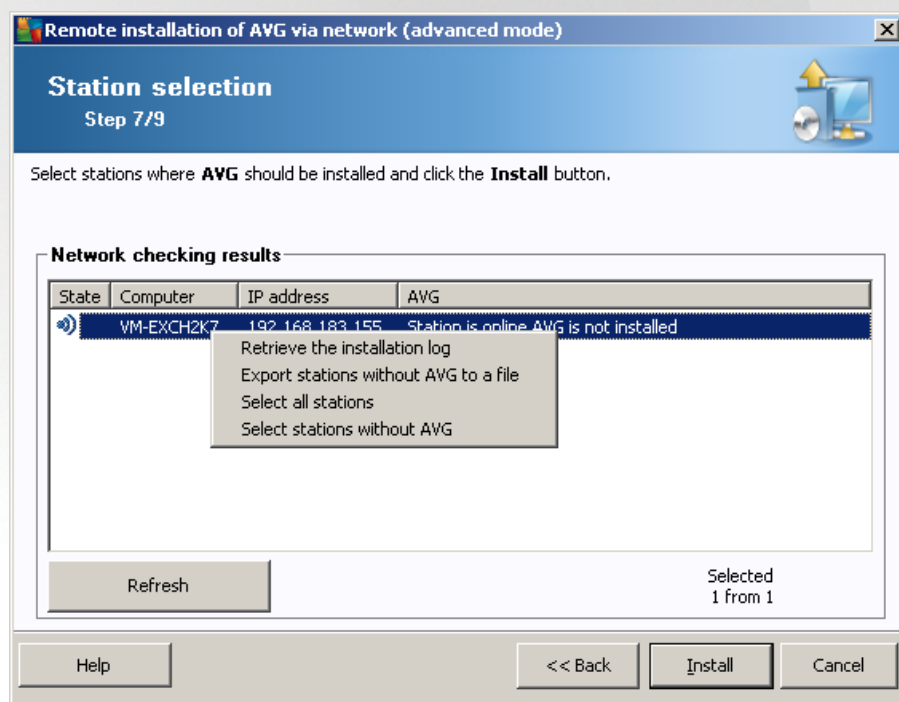 Remote installation of AVG via network (advanced mode)
Station selection
Step 7/9
Select stations where AVG should be installed and click the Install button.
Network checking results
State Computer IP address AVG
VM-EXCH2K7 192.168.183.155 Station is online AVG is not installed
Retrieve the installation log
Export stations without AVG to a file
Select all stations
Select stations without AVG
Refresh
Selected
1 from 1
Help << Back Install Cancel